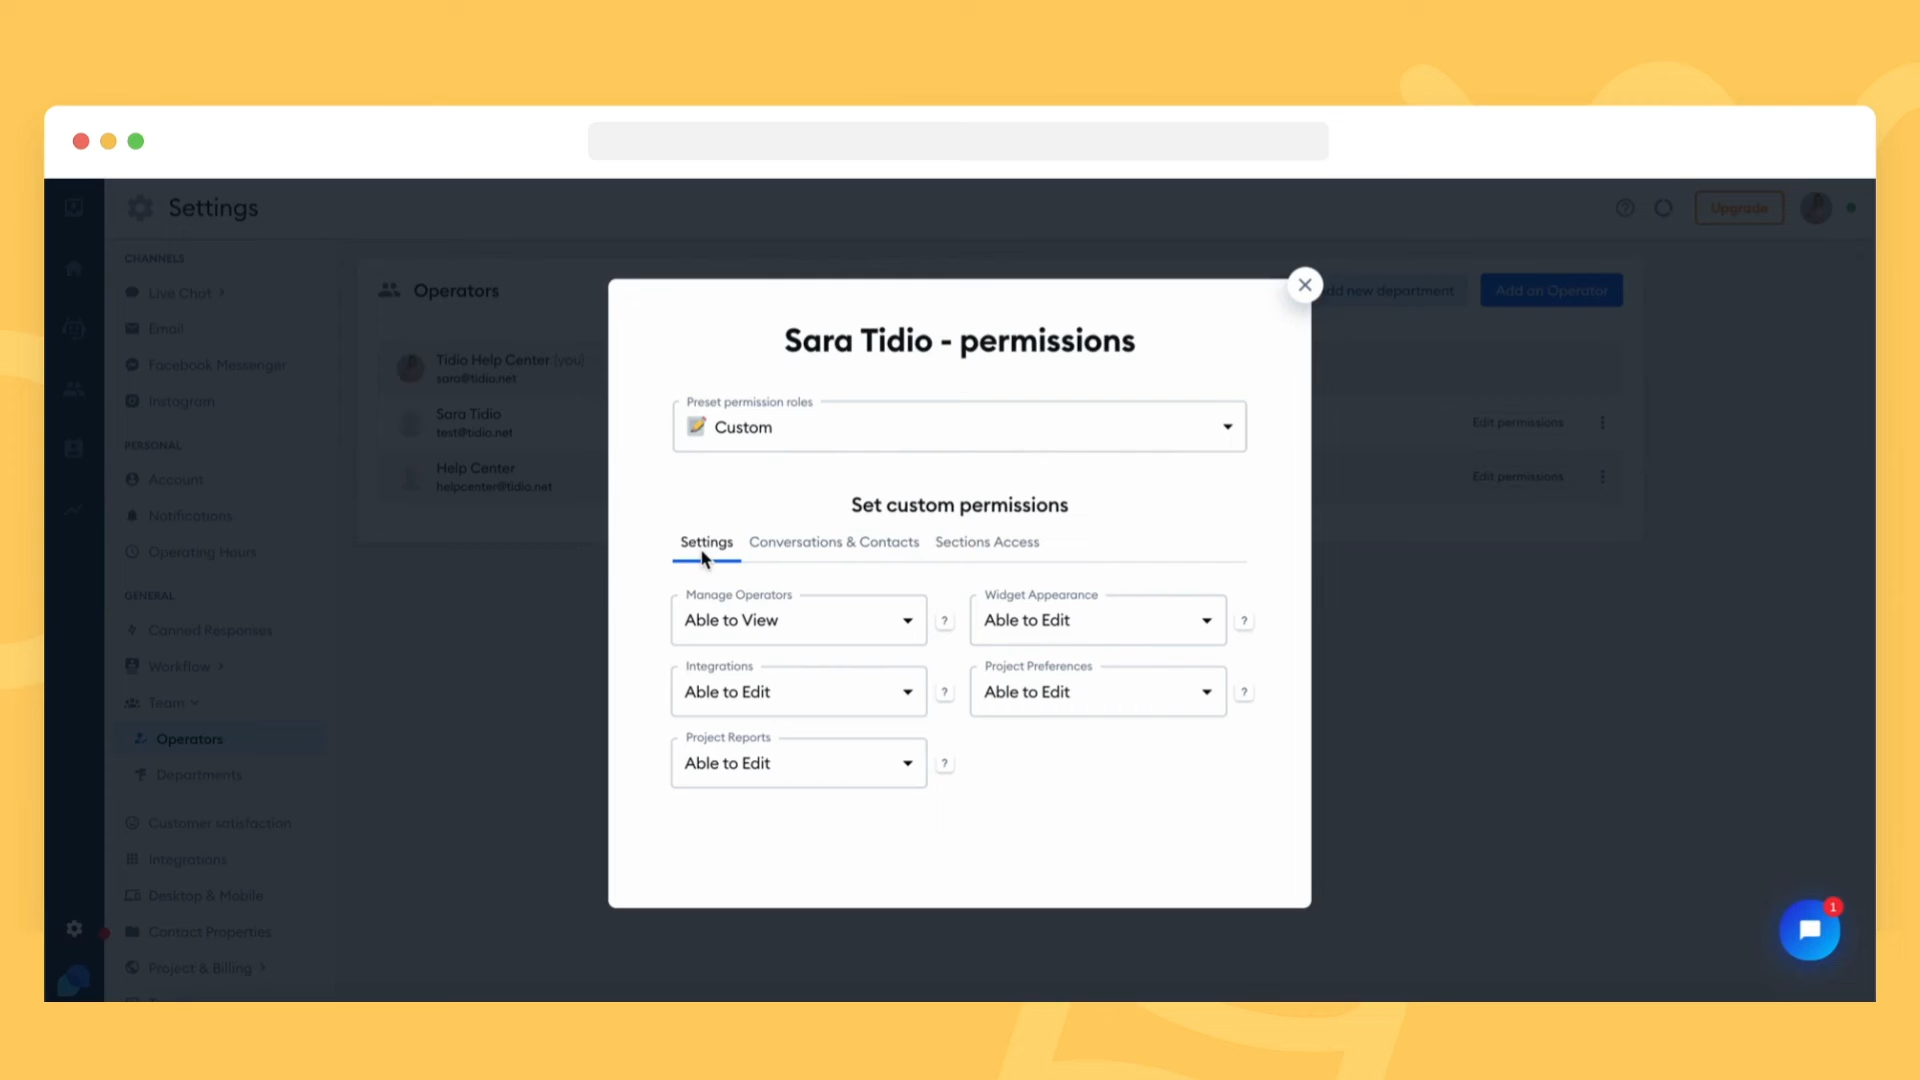 Settings
Upgrade
CHANNELS
Live Chat
Email
Facebook Messenger
Instagram
PERSONAL
Account
Notifications
Operating Hours
GENERAL
Canned Responses
Workflow
Team
Operators
Departments
Customer satisfaction
Integrations
Desktop & Mobile
Contact Properties
Project & Billing
Operators
dd new department
Add an Operator
Tidio Help Center (you)
sara@tidio.net
Sara Tidio
test@tidio.net
Edit permissions
Help Center
helpcenter@tidio.net
Edit permissions
Sara Tidio - permissions
Preset permission roles
Custom
Set custom permissions
Settings Conversations & Contacts Sections Access
Manage Operators
Able to View
?
Widget Appearance
Able to Edit
?
Integrations
Able to Edit
?
Project Preferences
Able to Edit
?
Project Reports
Able to Edit
?
1